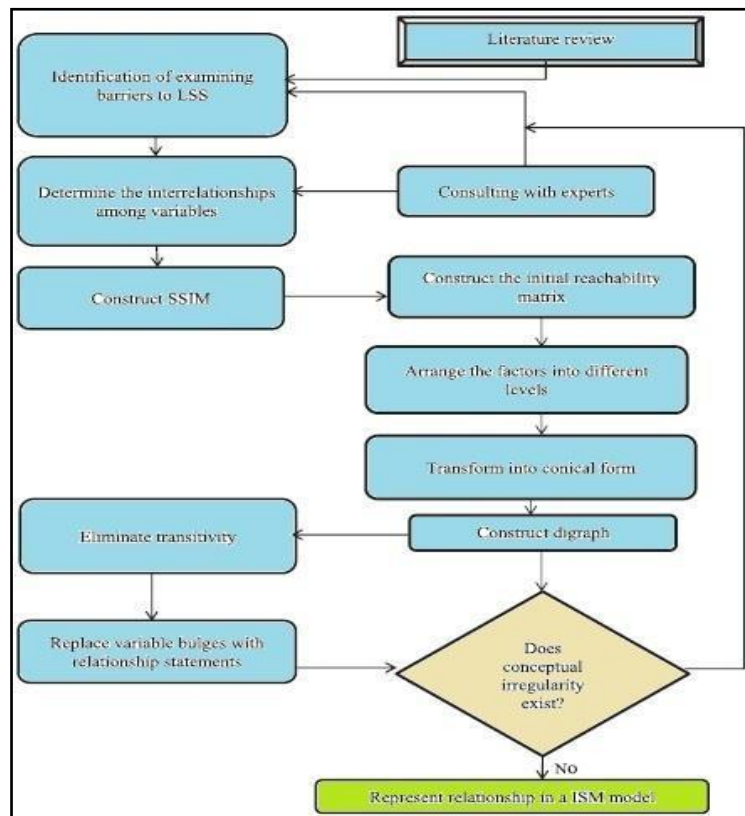 Literature review
Identification of examining
barriers to LSS
Determine the interrelationships
among variables
Consulting with experts
Construct SSIM
Construct the initial reachability
matrix
Arrange the factors into different
levels
Transform into conical form
Construct digraph
Eliminate transitivity
Replace variable bulges with
relationship statements
Does
conceptual
irregularity
exist?
No
Represent relationship in a ISM model